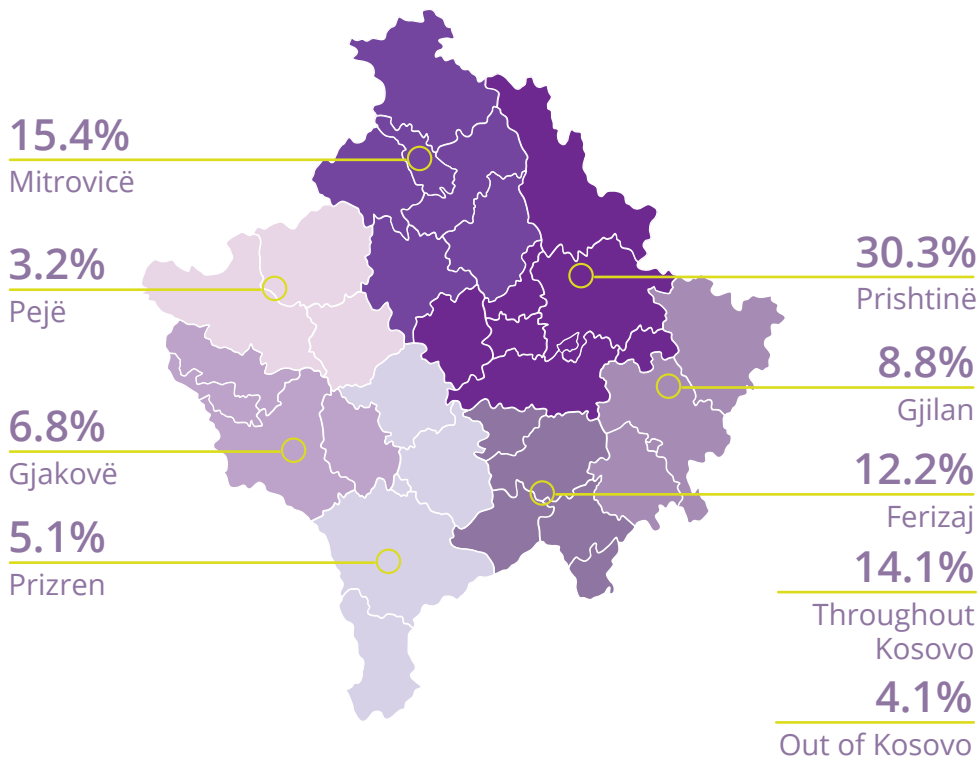 15.4%
Mitrovicë
3.2%
Pejë
6.8%
Gjakovë
5.1%
Prizren
30.3%
Prishtinë
8.8%
Gjilan
12.2%
Ferizaj
14.1%
Throughout
Kosovo
4.1%
Out of Kosovo